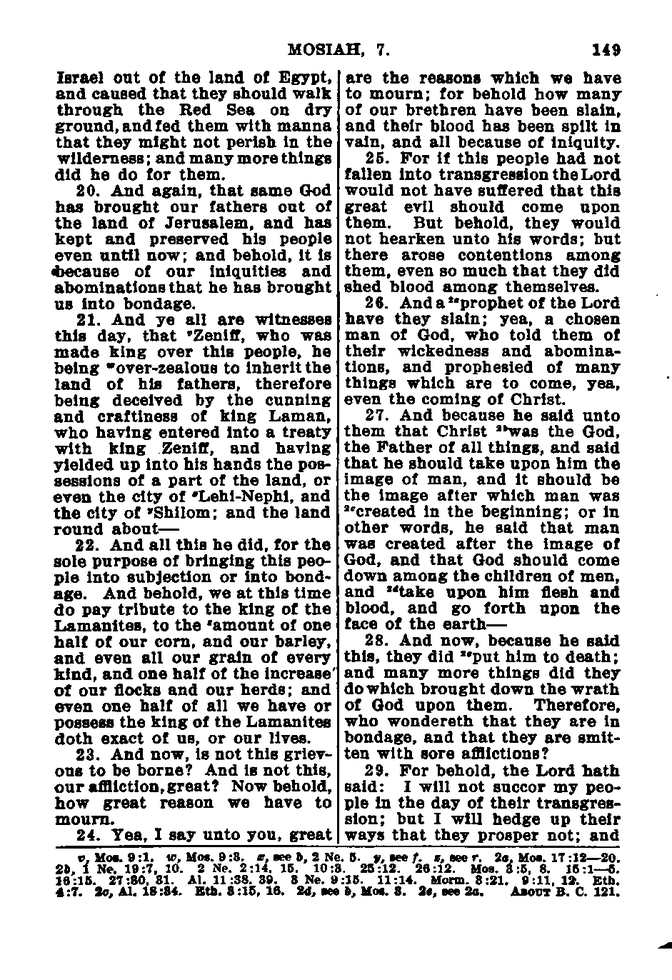 MOSIAH, 7. 149
Israel out of the land of Egypt,
and caused that they should walk
through the Red Sea on dry
ground, and fed them with manna
that they might not perish in the
wilderness; and many more things
did he do for them.
20. And again, that same God
has brought our fathers out of
the land of Jerusalem, and has
kept and preserved his people
even until now; and behold, it is
because of our iniquities and
abominations that he has brought
us into bondage.
21. And ye all are witnesses
this day, that ᵛZeniff, who was
made king over this people, he
being ʷover-zealous to inherit the
land of his fathers, therefore
being deceived by the cunning
and craftiness of king Laman,
who having entered into a treaty
with king Zeniff, and having
yielded up into his hands the pos-
sessions of a part of the land, or
even the city of ˣLehi-Nephi, and
the city of ʸShilom; and the land
round about—
22. And all this he did, for the
sole purpose of bringing this peo-
ple into subjection or into bond-
age. And behold, we at this time
do pay tribute to the king of the
Lamanites, to the ᶻamount of one
half of our corn, and our barley,
and even all our grain of every
kind, and one half of the increase
of our flocks and our herds; and
even one half of all we have or
possess the king of the Lamanites
doth exact of us, or our lives.
23. And now, is not this griev-
ous to be borne? And is not this,
our affliction, great? Now behold,
how great reason we have to
mourn.
24. Yea, I say unto you, great
are the reasons which we have
to mourn; for behold how many
of our brethren have been slain,
and their blood has been spilt in
vain, and all because of iniquity.
25. For if this people had not
fallen into transgression the Lord
would not have suffered that this
great evil should come upon
them. But behold, they would
not hearken unto his words; but
there arose contentions among
them, even so much that they did
shed blood among themselves.
26. And a ²ᵃprophet of the Lord
have they slain; yea, a chosen
man of God, who told them of
their wickedness and abomina-
tions, and prophesied of many
things which are to come, yea,
even the coming of Christ.
27. And because he said unto
them that Christ ²ᵇwas the God,
the Father of all things, and said
that he should take upon him the
image of man, and it should be
the image after which man was
²ᶜcreated in the beginning; or in
other words, he said that man
was created after the image of
God, and that God should come
down among the children of men,
and ²ᵈtake upon him flesh and
blood, and go forth upon the
face of the earth—
28. And now, because he said
this, they did ²ᵉput him to death;
and many more things did they
do which brought down the wrath
of God upon them. Therefore,
who wondereth that they are in
bondage, and that they are smit-
ten with sore afflictions?
29. For behold, the Lord hath
said: I will not succor my peo-
ple in the day of their transgres-
sion; but I will hedge up their
ways that they prosper not; and
v, Mos. 9:1. w, Mos. 9:3. x, see b, 2 Ne. 5. y, see f. z, see r. 2a, Mos. 17:12—20.
2b, 1 Ne. 19:7, 10. 2 Ne. 2:14, 15. 10:3. 25:12. 26:12. Mos. 3:5, 8. 15:1—5.
16:15. 27:30, 31. Al. 11:38, 39. 3 Ne. 9:15. 11:14. Morm. 3:21. 9:11, 12. Eth.
4:7. 2c, Al. 18:34. Eth. 3:15, 16. 2d, see b, Mos. 3. 2e, see 2a. ABOUT B. C. 121.